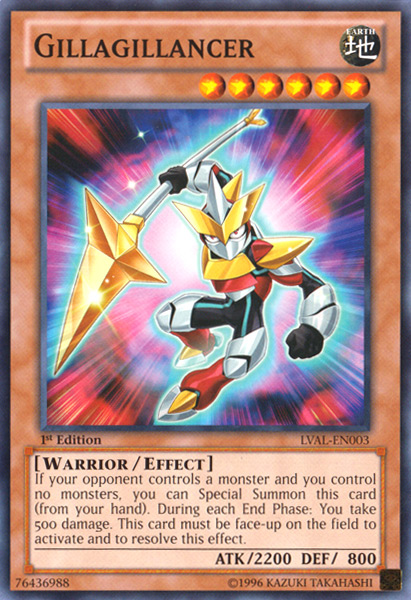 GILLAGILLANCER
EARTH
地
1st Edition
LVAL-EN003
[WARRIOR / EFFECT]
If your opponent controls a monster and you control
no monsters, you can Special Summon this card
(from your hand). During each End Phase: You take
500 damage. This card must be face-up on the field to
activate and to resolve this effect.
ATK/2200 DEF/ 800
76436988
©1996 KAZUKI TAKAHASHI